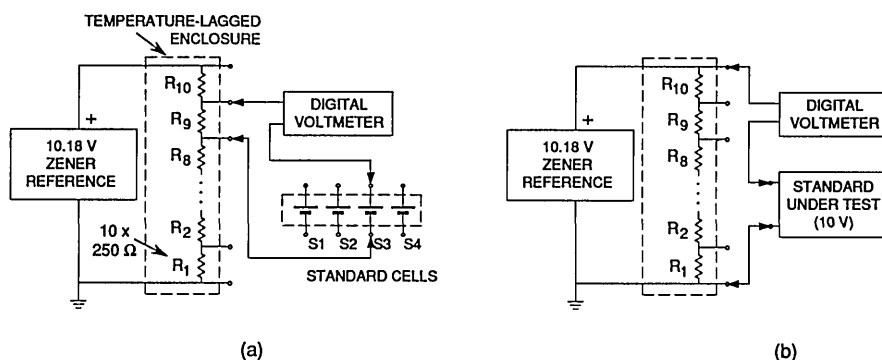 TEMPERATURE-LAGGED
ENCLOSURE
R10
R9
R8
R2
R1
+
10.18 V
ZENER
REFERENCE
10 x
250 Ω
DIGITAL
VOLTMETER
S1 S2 S3 S4
STANDARD CELLS
(a)
R10
R9
R8
R2
R1
+
10.18 V
ZENER
REFERENCE
DIGITAL
VOLTMETER
STANDARD
UNDER TEST
(10 V)
(b)